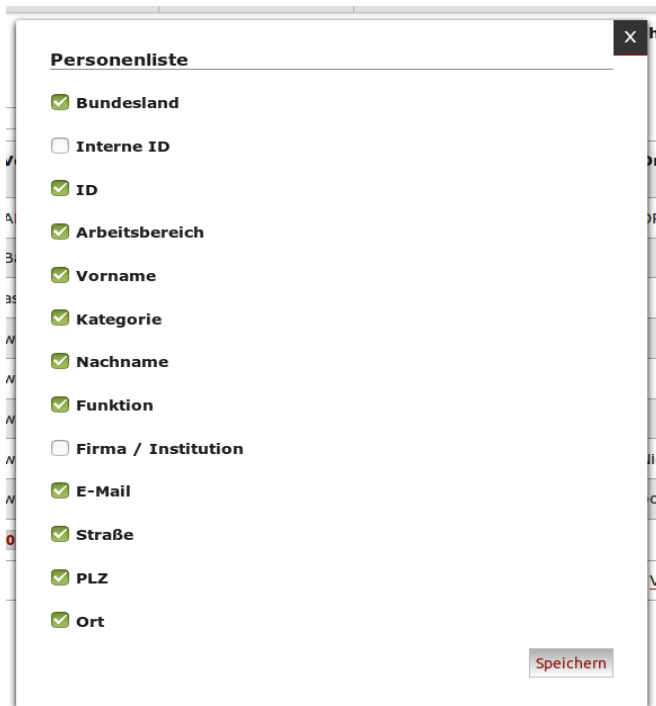 x
Personenliste
Bundesland
Interne ID
ID
Arbeitsbereich
Vorname
Kategorie
Nachname
Funktion
Firma / Institution
E-Mail
Straße
PLZ
Ort
Speichern